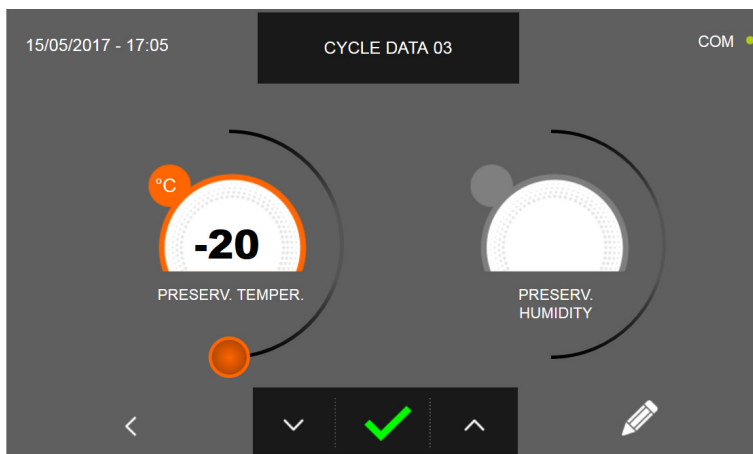 15/05/2017 - 17:05
CYCLE DATA 03
COM
°C
-20
PRESERV. TEMPER.
PRESERV.
HUMIDITY